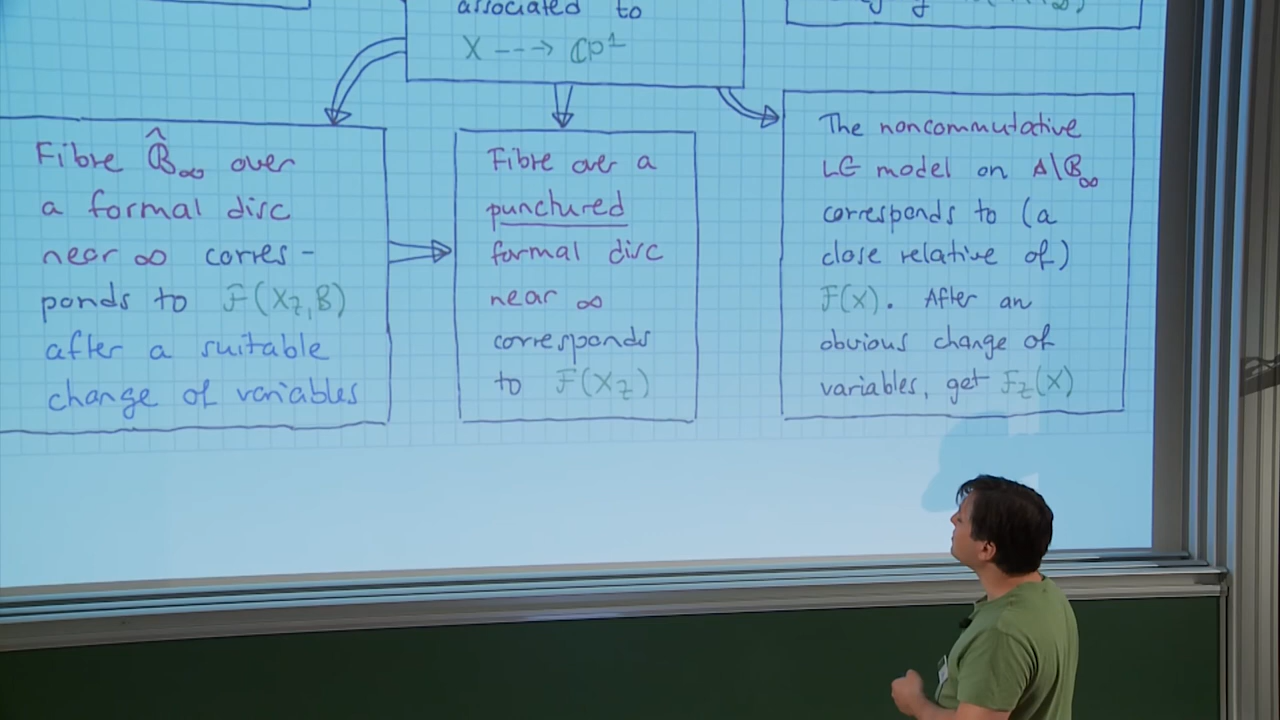 associated to
X ---> ℂP¹
Fibre B̂∞ over
a formal disc
near ∞ corres-
ponds to F(X_Z, B)
after a suitable
change of variables
Fibre over a
punctured
formal disc
near ∞
corresponds
to F(X_Z)
The noncommutative
LG model on A\B∞
corresponds to (a
close relative of)
F(X). After an
obvious change of
variables, get F_Z(X)